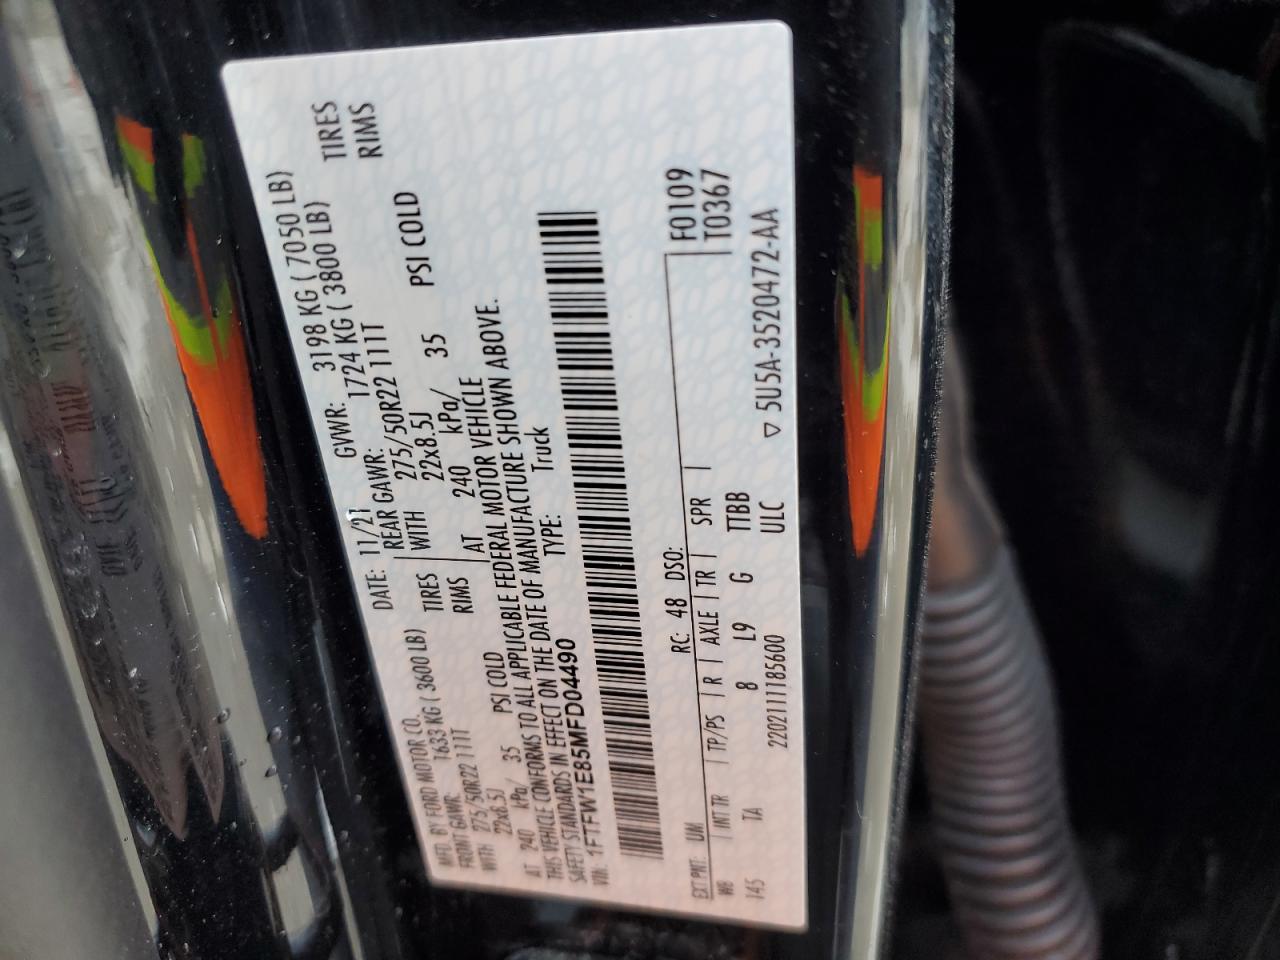 MFD. BY FORD MOTOR CO. DATE: 11/21 GVWR: 3198 KG ( 7050 LB)
FRONT GAWR: 1633 KG ( 3600 LB) REAR GAWR: 1724 KG ( 3800 LB)
WITH 275/50R22 111T TIRES WITH 275/50R22 111T TIRES
22x8.5J RIMS 22x8.5J RIMS
AT 240 kPa/ 35 PSI COLD AT 240 kPa/ 35 PSI COLD
THIS VEHICLE CONFORMS TO ALL APPLICABLE FEDERAL MOTOR VEHICLE
SAFETY STANDARDS IN EFFECT ON THE DATE OF MANUFACTURE SHOWN ABOVE.
VIN: 1FTFW1E85MFD04490 TYPE: Truck
F0109
T0367
EXT PNT: UM RC: 48 DSO:
WB INT TR TP/PS R AXLE TR SPR
145 TA 8 L9 G TTBB
ULC
2202111185600 ▽ 5U5A-3520472-AA